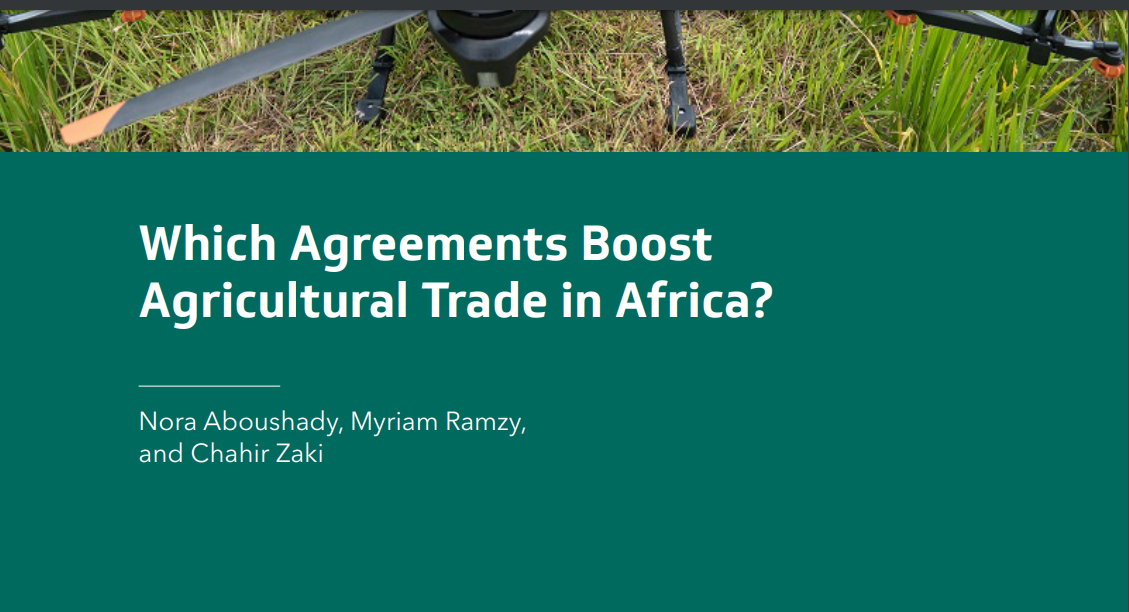 Which Agreements Boost
Agricultural Trade in Africa?
Nora Aboushady, Myriam Ramzy,
and Chahir Zaki